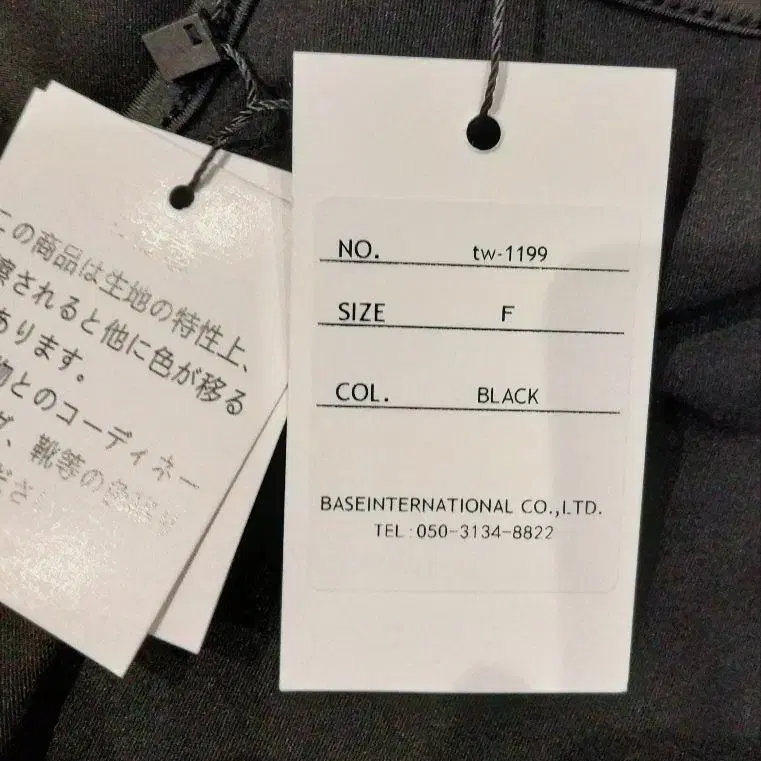 この商品は生地の特性上、
擦されると他に色が移る
あります。
物とのコーディネー
靴等の
NO. tw-1199
SIZE F
COL. BLACK
BASEINTERNATIONAL CO.,LTD.
TEL:050-3134-8822